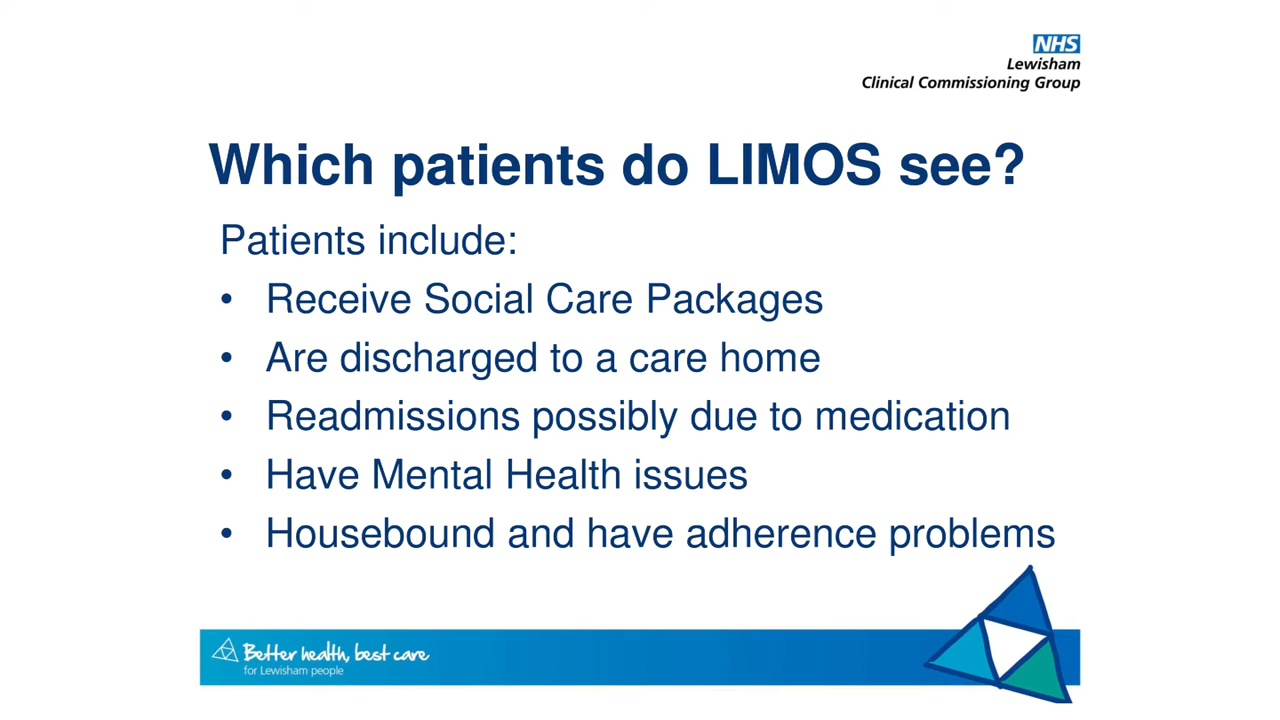 NHS
Lewisham
Clinical Commissioning Group
Which patients do LIMOS see?
Patients include:
• Receive Social Care Packages
• Are discharged to a care home
• Readmissions possibly due to medication
• Have Mental Health issues
• Housebound and have adherence problems
Better health, best care
for Lewisham people